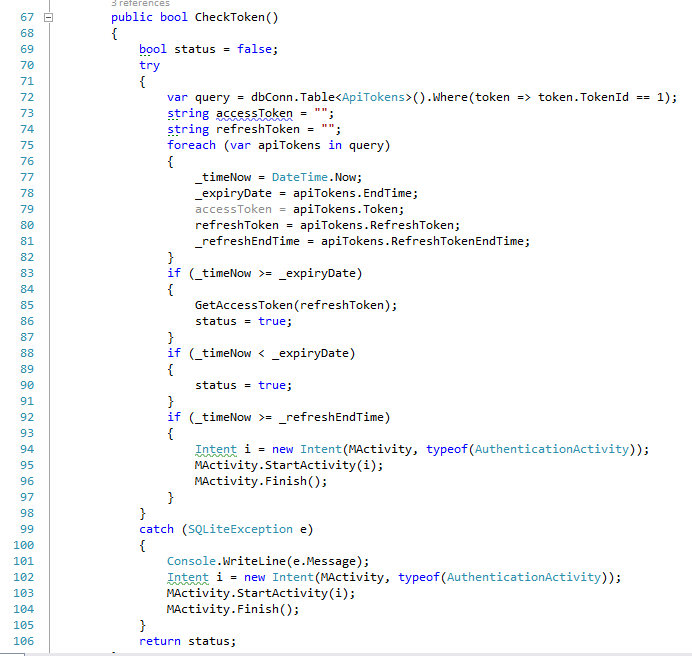 3 references
67 public bool CheckToken()
68 {
69 bool status = false;
70 try
71 {
72 var query = dbConn.Table<ApiTokens>().Where(token => token.TokenId == 1);
73 string accessToken = "";
74 string refreshToken = "";
75 foreach (var apiTokens in query)
76 {
77 _timeNow = DateTime.Now;
78 _expiryDate = apiTokens.EndTime;
79 accessToken = apiTokens.Token;
80 refreshToken = apiTokens.RefreshToken;
81 _refreshEndTime = apiTokens.RefreshTokenEndTime;
82 }
83 if (_timeNow >= _expiryDate)
84 {
85 GetAccessToken(refreshToken);
86 status = true;
87 }
88 if (_timeNow < _expiryDate)
89 {
90 status = true;
91 }
92 if (_timeNow >= _refreshEndTime)
93 {
94 Intent i = new Intent(MActivity, typeof(AuthenticationActivity));
95 MActivity.StartActivity(i);
96 MActivity.Finish();
97 }
98 }
99 catch (SQLiteException e)
100 {
101 Console.WriteLine(e.Message);
102 Intent i = new Intent(MActivity, typeof(AuthenticationActivity));
103 MActivity.StartActivity(i);
104 MActivity.Finish();
105 }
106 return status;